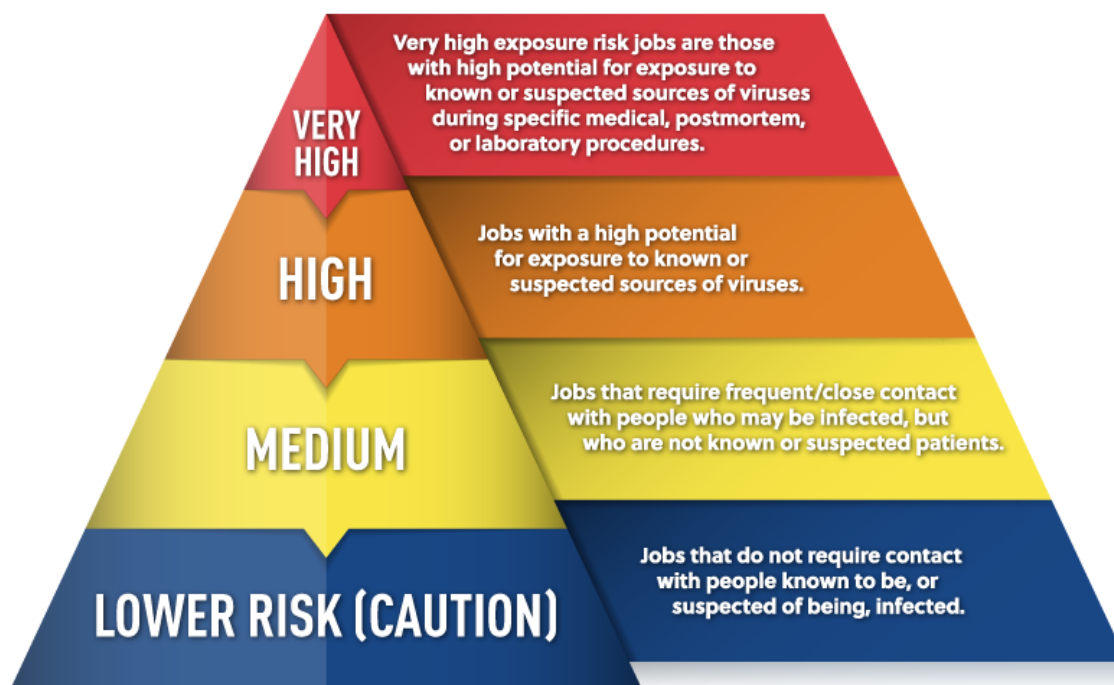 VERY
HIGH
Very high exposure risk jobs are those
with high potential for exposure to
known or suspected sources of viruses
during specific medical, postmortem,
or laboratory procedures.
HIGH
Jobs with a high potential
for exposure to known or
suspected sources of viruses.
MEDIUM
Jobs that require frequent/close contact
with people who may be infected, but
who are not known or suspected patients.
LOWER RISK (CAUTION)
Jobs that do not require contact
with people known to be, or
suspected of being, infected.